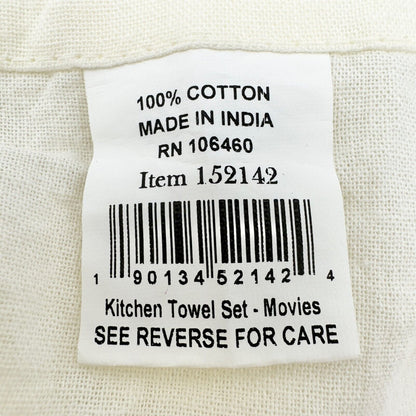 100% COTTON
MADE IN INDIA
RN 106460
Item 152142
1 90134 52142 4
Kitchen Towel Set - Movies
SEE REVERSE FOR CARE